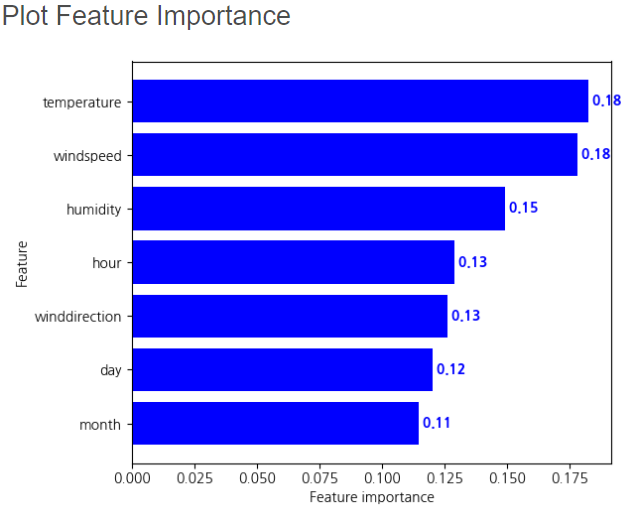 Plot Feature Importance
temperature
0.18
windspeed
0.18
humidity
0.15
hour
0.13
winddirection
0.13
day
0.12
month
0.11
Feature
0.000 0.025 0.050 0.075 0.100 0.125 0.150 0.175
Feature importance